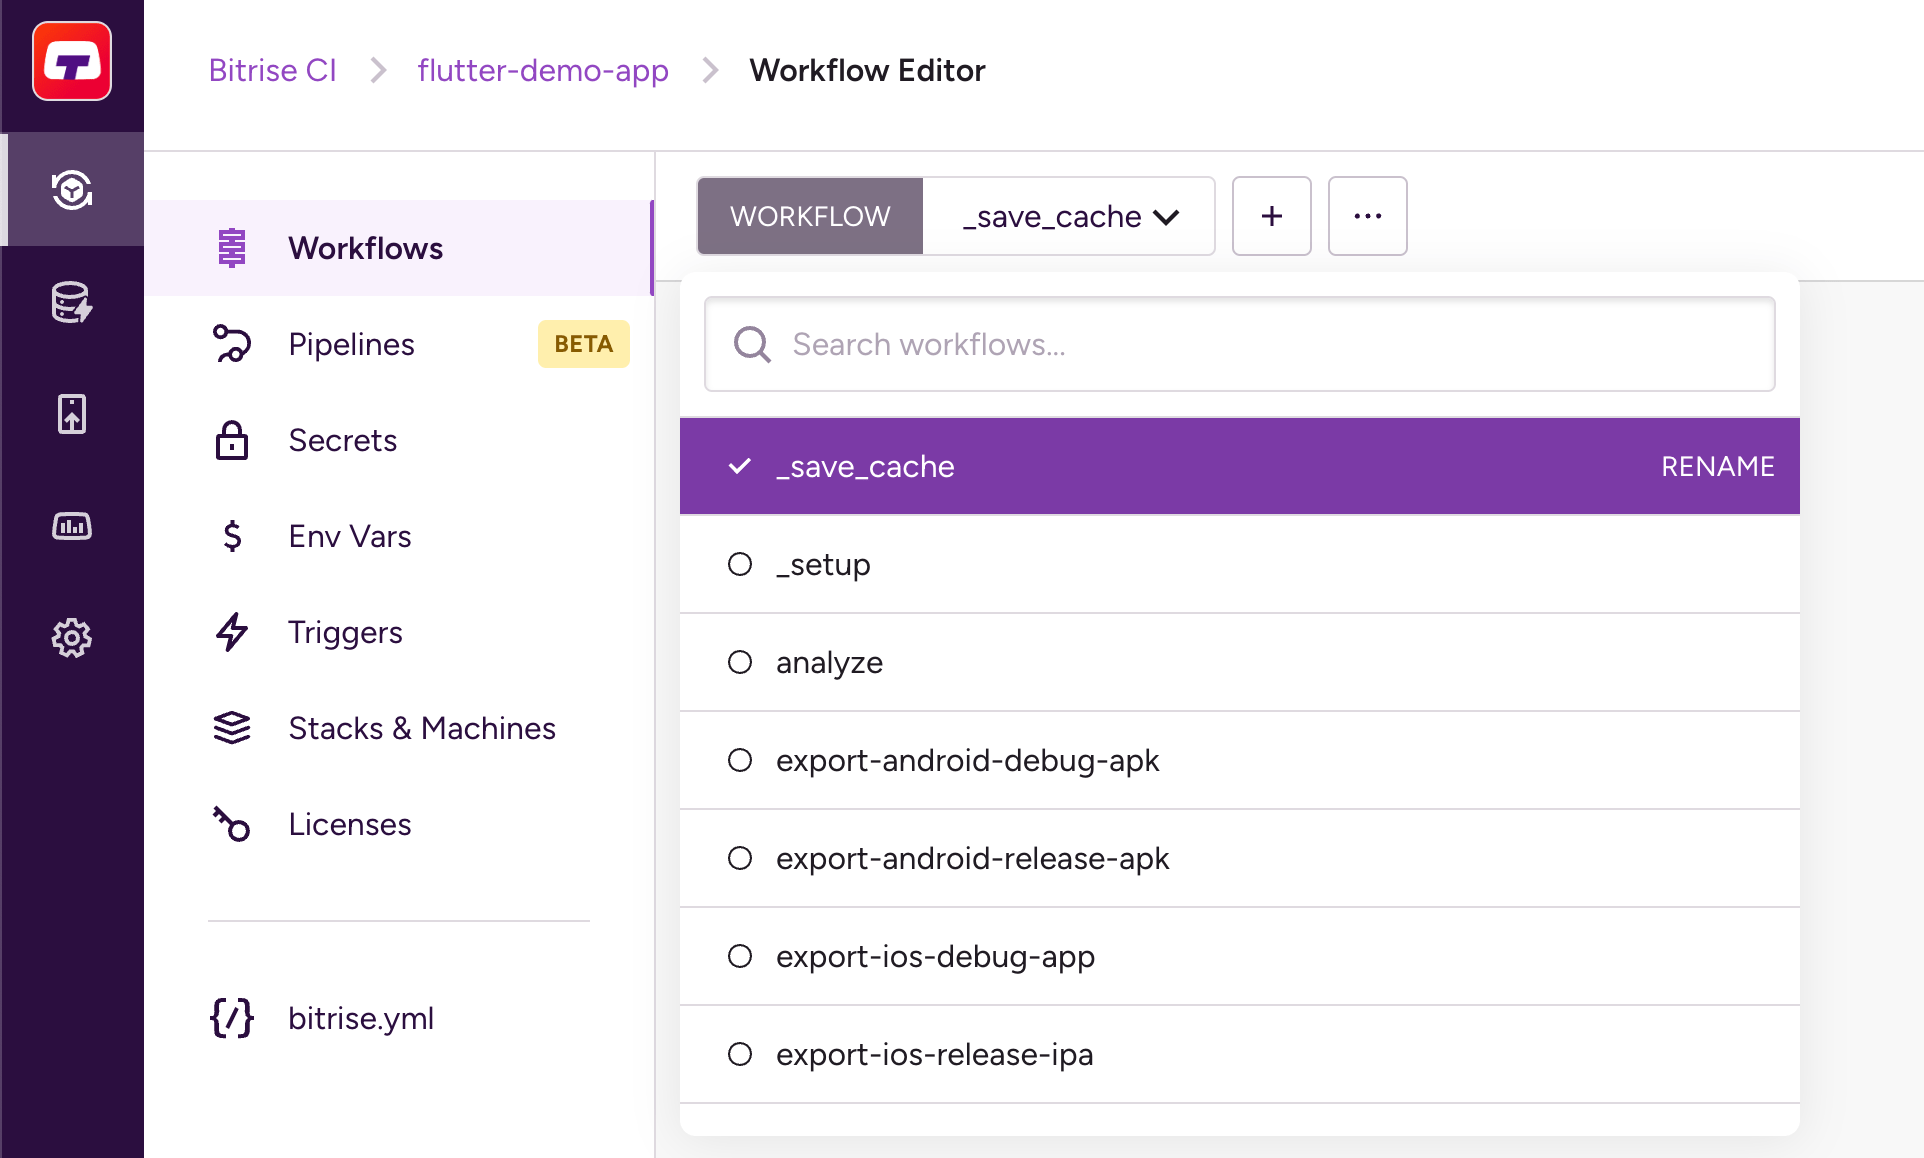 Bitrise CI > flutter-demo-app > Workflow Editor
Workflows
Pipelines BETA
Secrets
Env Vars
Triggers
Stacks & Machines
Licenses
bitrise.yml
WORKFLOW _save_cache + ...
Search workflows...
_save_cache RENAME
_setup
analyze
export-android-debug-apk
export-android-release-apk
export-ios-debug-app
export-ios-release-ipa